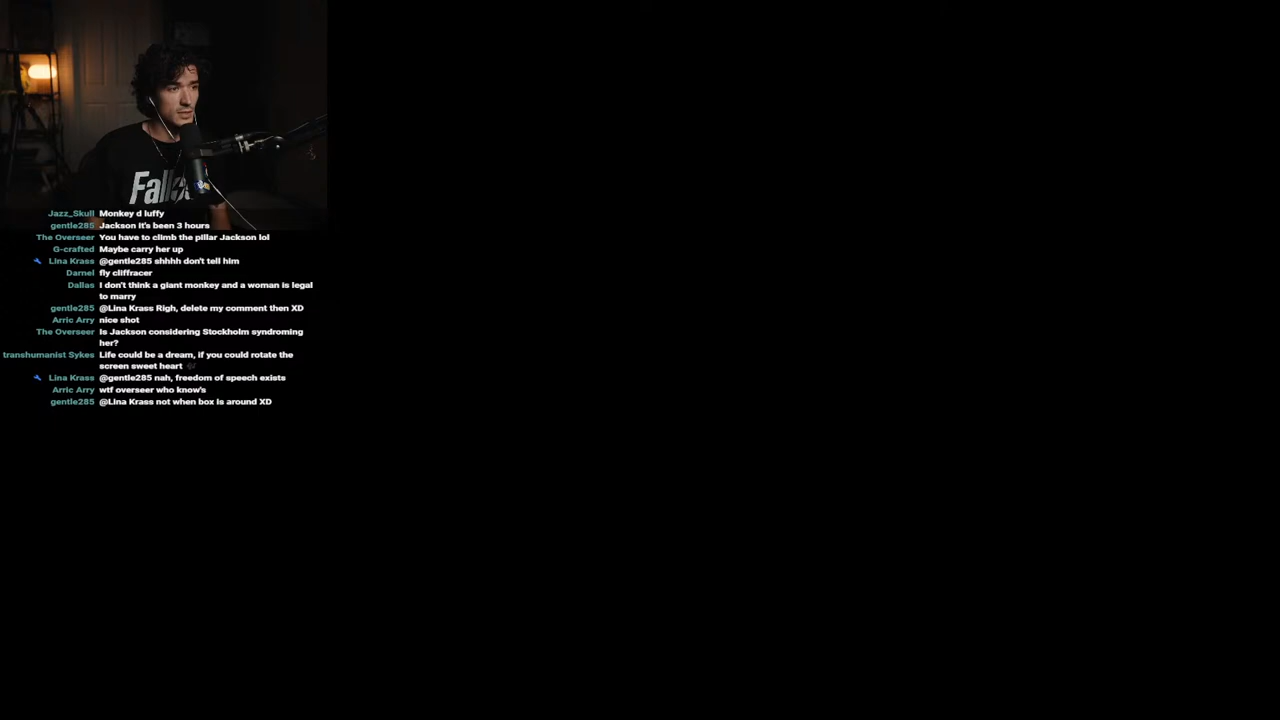 Fallo
Jazz_Skull Monkey d luffy
gentle285 Jackson it's been 3 hours
The Overseer You have to climb the pillar Jackson lol
G-crafted Maybe carry her up
Lina Krass @gentle285 shhhh don't tell him
Darnel fly cliffracer
Dallas I don't think a giant monkey and a woman is legal
to marry
gentle285 @Lina Krass Righ, delete my comment then XD
Arric Arry nice shot
The Overseer Is Jackson considering Stockholm syndroming
her?
transhumanist Sykes Life could be a dream, if you could rotate the
screen sweet heart
Lina Krass @gentle285 nah, freedom of speech exists
Arric Arry wtf overseer who know's
gentle285 @Lina Krass not when box is around XD